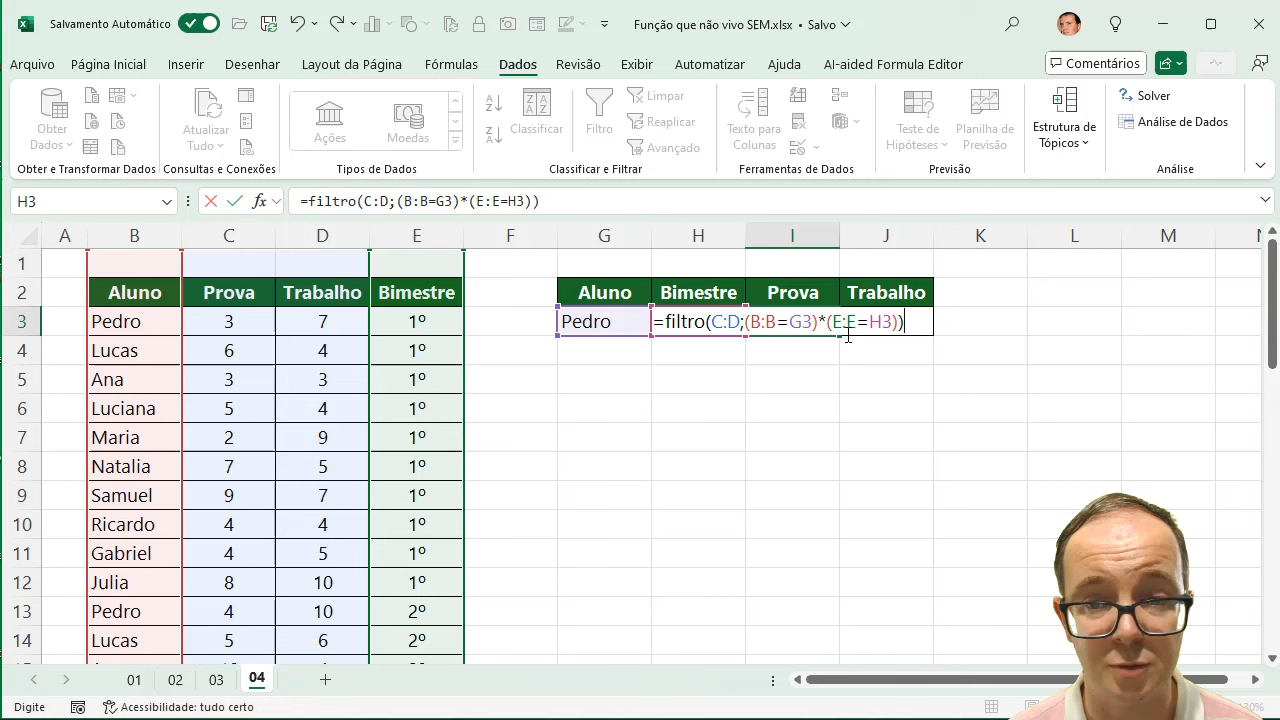 Salvamento Automático
Função que não vivo SEM.xlsx • Salvo
Arquivo Página Inicial Inserir Desenhar Layout da Página Fórmulas Dados Revisão Exibir Automatizar Ajuda AI-aided Formula Editor Comentários
Obter Dados
Atualizar Tudo
Ações Moedas
Classificar Filtro
Limpar
Reaplicar
Avançado
Texto para Colunas
Teste de Hipóteses
Planilha de Previsão
Estrutura de Tópicos
Solver
Análise de Dados
Obter e Transformar Dados Consultas e Conexões Tipos de Dados Classificar e Filtrar Ferramentas de Dados Previsão Análise
H3 fx =filtro(C:D;(B:B=G3)*(E:E=H3))
A B C D E F G H I J K L M
1
2 Aluno Prova Trabalho Bimestre Aluno Bimestre Prova Trabalho
3 Pedro 3 7 1º Pedro =filtro(C:D;(B:B=G3)*(E:E=H3))
4 Lucas 6 4 1º
5 Ana 3 3 1º
6 Luciana 5 4 1º
7 Maria 2 9 1º
8 Natalia 7 5 1º
9 Samuel 9 7 1º
10 Ricardo 4 4 1º
11 Gabriel 4 5 1º
12 Julia 8 10 1º
13 Pedro 4 10 2º
14 Lucas 5 6 2º
01 02 03 04
Digite Acessibilidade: tudo certo